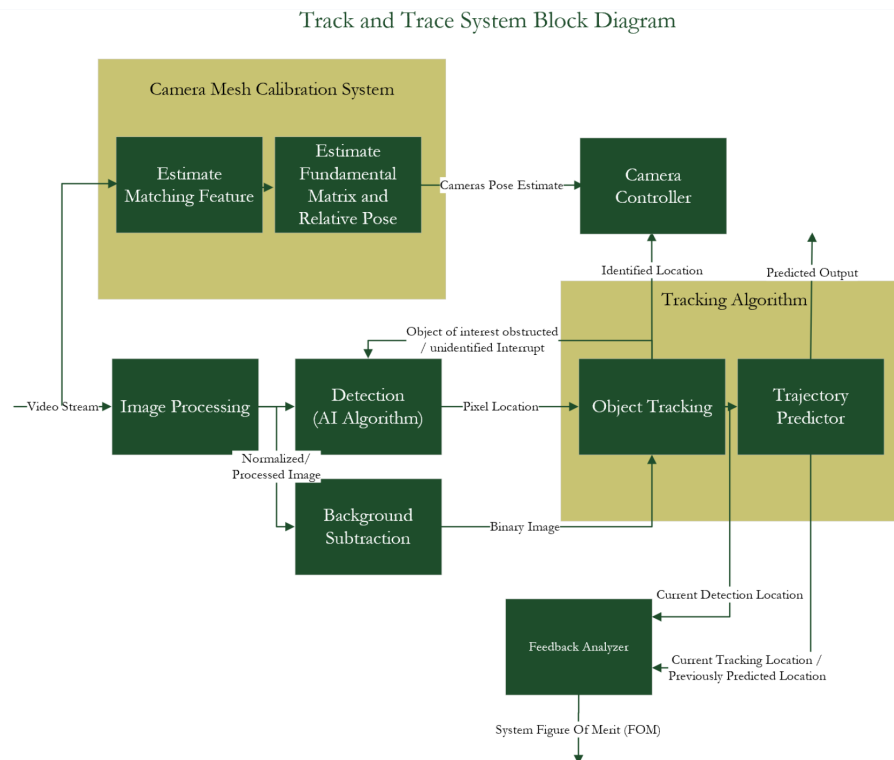 Track and Trace System Block Diagram
Camera Mesh Calibration System
Estimate
Matching Feature
Estimate
Fundamental
Matrix and
Relative Pose
Cameras Pose Estimate
Camera
Controller
Identified Location
Predicted Output
Tracking Algorithm
Object of interest obstructed
/ unidentified Interrupt
Video Stream
Image Processing
Detection
(AI Algorithm)
Pixel Location
Object Tracking
Trajectory
Predictor
Normalized/
Processed Image
Background
Subtraction
Binary Image
Current Detection Location
Feedback Analyzer
Current Tracking Location /
Previously Predicted Location
System Figure Of Merit (FOM)